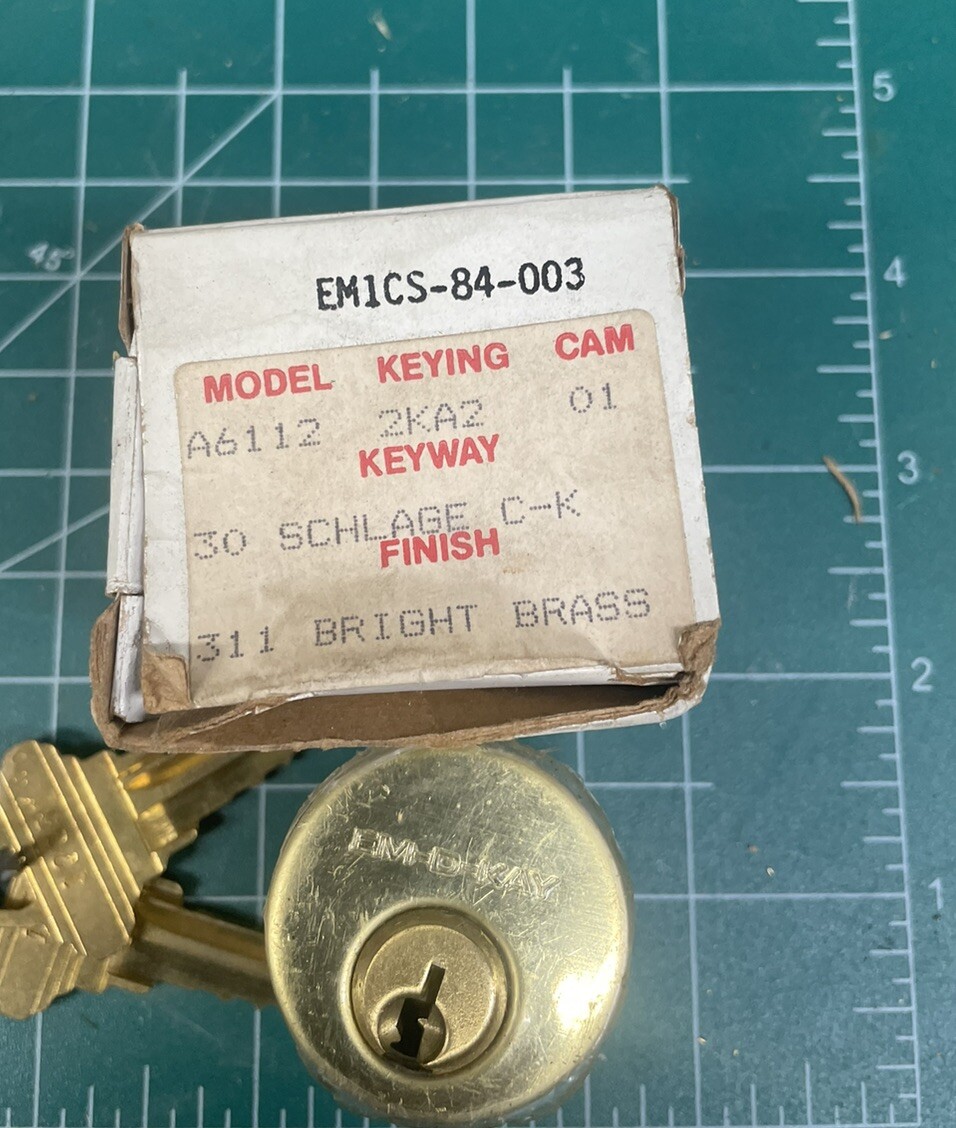 5
45°
EM1CS-84-003
4
MODEL KEYING CAM
A6112 2KA2 01
KEYWAY
3
30 SCHLAGE C-K
FINISH
311 BRIGHT BRASS
2
EM-D-KAY
1